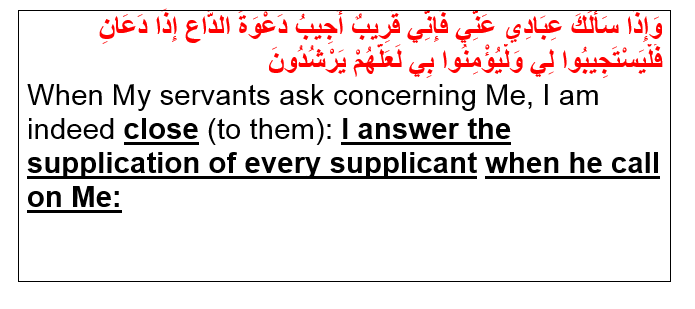 وَإِذَا سَأَلَكَ عِبَادِي عَنِّي فَإِنِّي قَرِيبٌ أُجِيبُ دَعْوَةَ الدَّاعِ إِذَا دَعَانِ
فَلْيَسْتَجِيبُوا لِي وَلْيُؤْمِنُوا بِي لَعَلَّهُمْ يَرْشُدُونَ
When My servants ask concerning Me, I am
indeed close (to them): I answer the
supplication of every supplicant when he call
on Me: